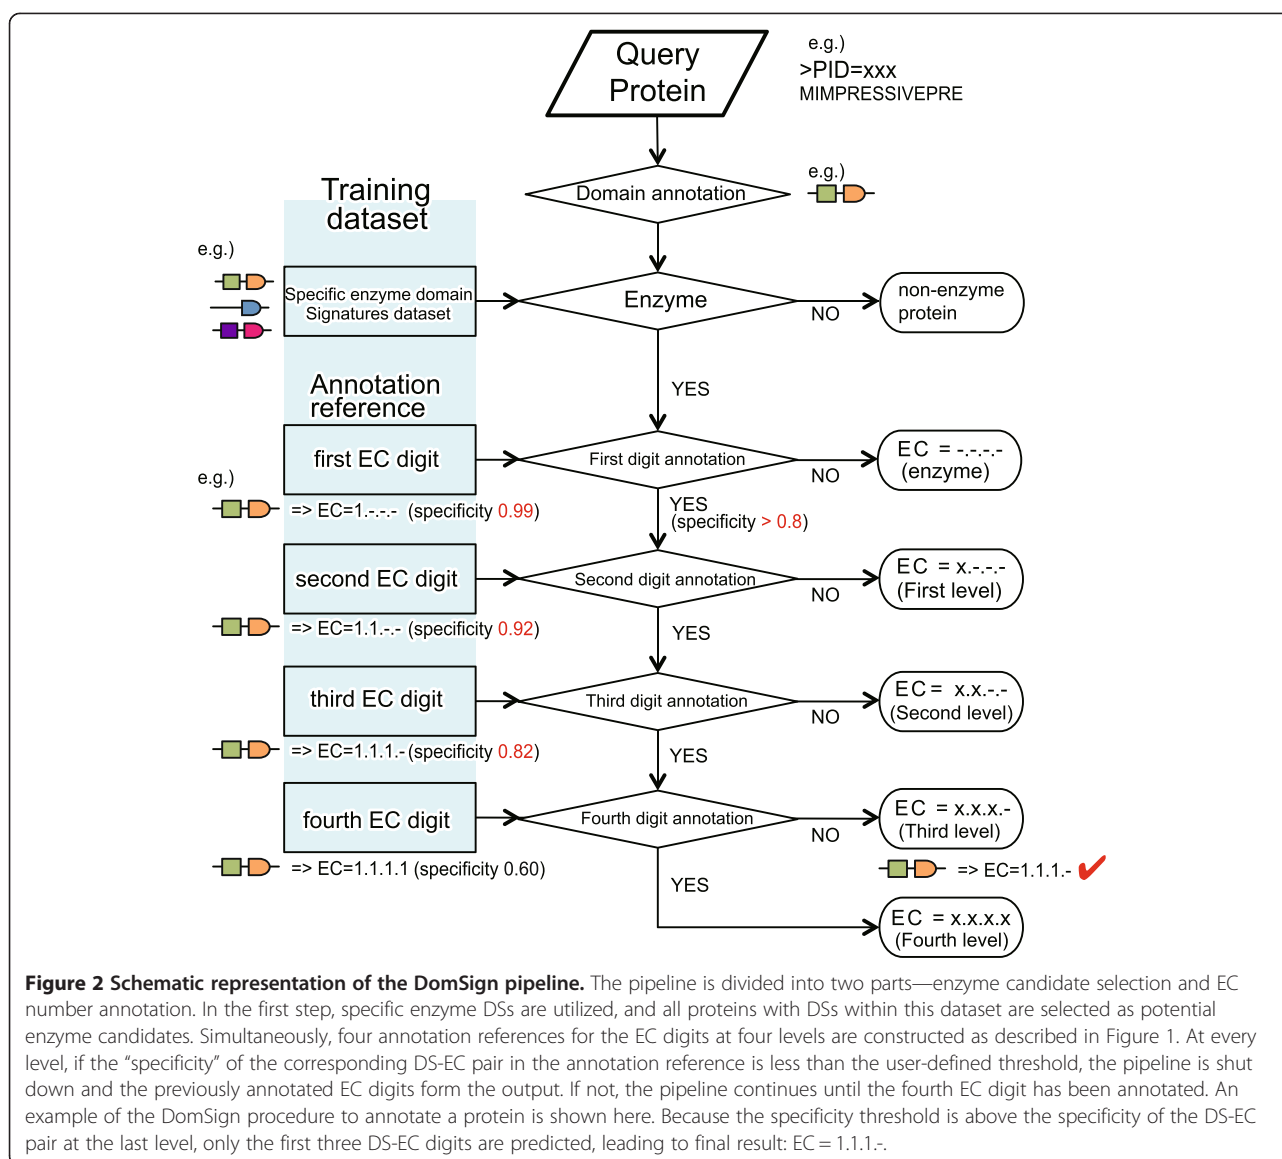 Query
Protein
e.g.)
>PID=xxx
MIMPRESSIVEPRE
Domain annotation
e.g.)
Training
dataset
e.g.)
Specific enzyme domain
Signatures dataset
Enzyme
NO
non-enzyme
protein
YES
Annotation
reference
first EC digit
First digit annotation
NO
EC = -.-.-.-
(enzyme)
e.g.)
=> EC=1.-.-.- (specificity 0.99)
YES
(specificity > 0.8)
second EC digit
Second digit annotation
NO
EC = x.-.-.-
(First level)
=> EC=1.1.-.- (specificity 0.92)
YES
third EC digit
Third digit annotation
NO
EC = x.x.-.-
(Second level)
=> EC=1.1.1.- (specificity 0.82)
YES
fourth EC digit
Fourth digit annotation
NO
EC = x.x.x.-
(Third level)
=> EC=1.1.1.1 (specificity 0.60)
=> EC=1.1.1.-
YES
EC = x.x.x.x
(Fourth level)
Figure 2 Schematic representation of the DomSign pipeline. The pipeline is divided into two parts—enzyme candidate selection and EC
number annotation. In the first step, specific enzyme DSs are utilized, and all proteins with DSs within this dataset are selected as potential
enzyme candidates. Simultaneously, four annotation references for the EC digits at four levels are constructed as described in Figure 1. At every
level, if the “specificity” of the corresponding DS-EC pair in the annotation reference is less than the user-defined threshold, the pipeline is shut
down and the previously annotated EC digits form the output. If not, the pipeline continues until the fourth EC digit has been annotated. An
example of the DomSign procedure to annotate a protein is shown here. Because the specificity threshold is above the specificity of the DS-EC
pair at the last level, only the first three DS-EC digits are predicted, leading to final result: EC = 1.1.1.-.